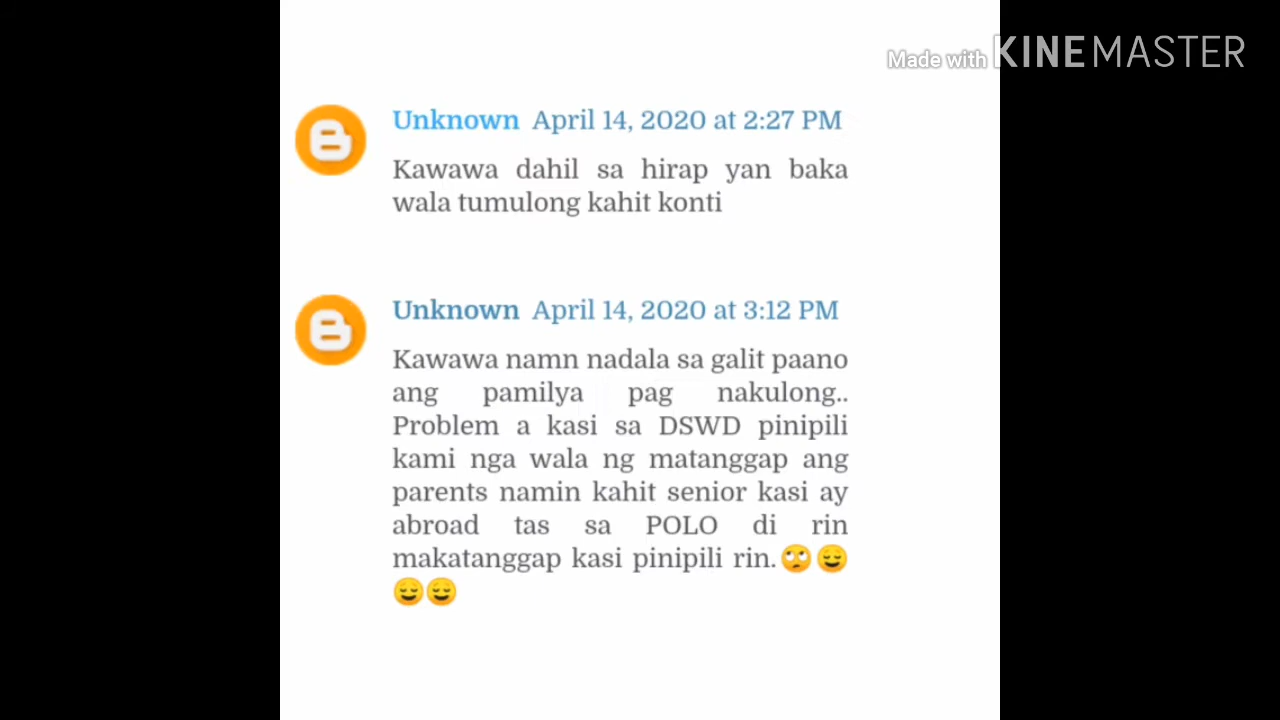 Made with KINEMASTER
Unknown April 14, 2020 at 2:27 PM
Kawawa dahil sa hirap yan baka
wala tumulong kahit konti
Unknown April 14, 2020 at 3:12 PM
Kawawa namn nadala sa galit paano
ang pamilya pag nakulong..
Problem a kasi sa DSWD pinipili
kami nga wala ng matanggap ang
parents namin kahit senior kasi ay
abroad tas sa POLO di rin
makatanggap kasi pinipili rin.🙄😌
😌😌